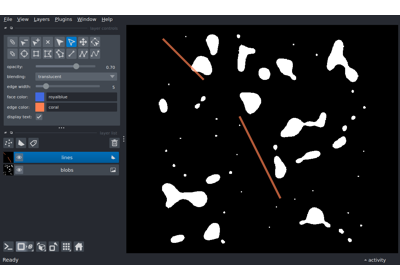 File View Layers Plugins Window Help
opacity: 0.70
blending: translucent
edge width: 5
face color: royalblue
edge color: coral
display text: ✓
lines
blobs
Ready activity